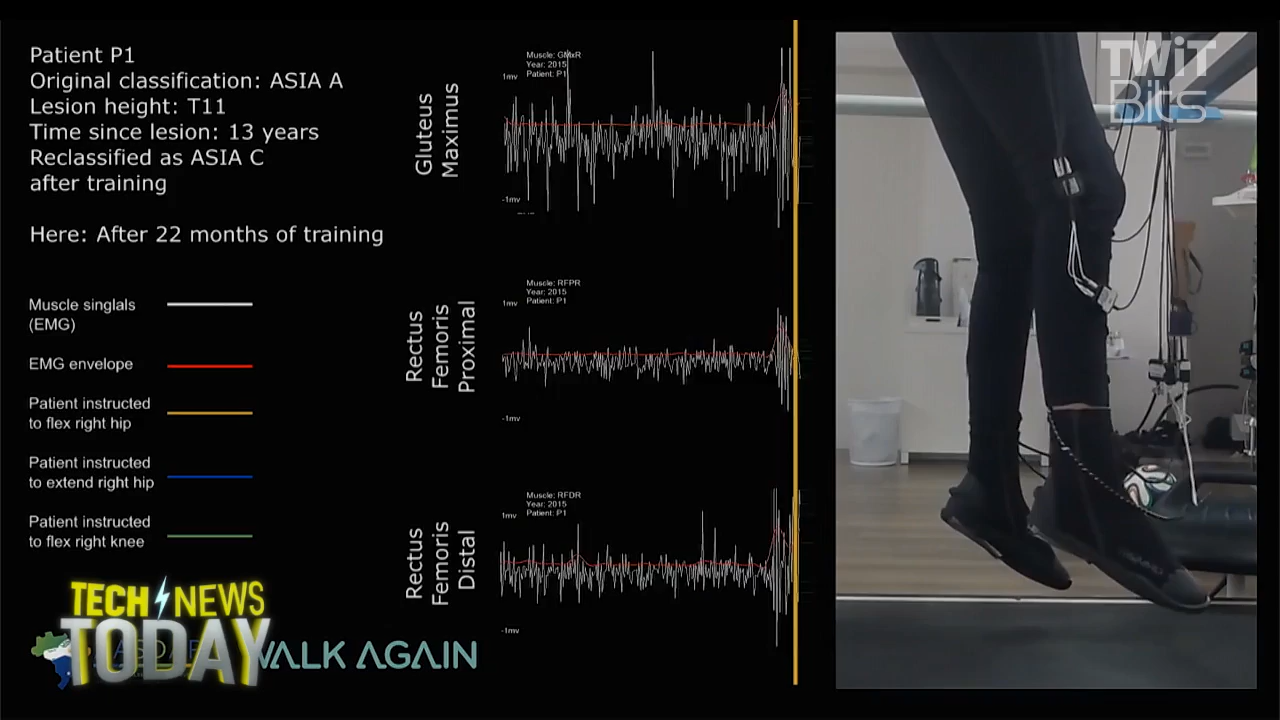 Patient P1
Original classification: ASIA A
Lesion height: T11
Time since lesion: 13 years
Reclassified as ASIA C
after training
Here: After 22 months of training
Muscle singlals
(EMG)
EMG envelope
Patient instructed
to flex right hip
Patient instructed
to extend right hip
Patient instructed
to flex right knee
TECH NEWS
TODAY
WALK AGAIN
Gluteus
Maximus
Muscle: GMxR
Year: 2015
Patient: P1
1mv
-1mv
Rectus
Femoris
Proximal
Muscle: RFPR
Year: 2015
Patient: P1
1mv
-1mv
Rectus
Femoris
Distal
Muscle: RFDR
Year: 2015
Patient: P1
1mv
-1mv
TWiT
Bits